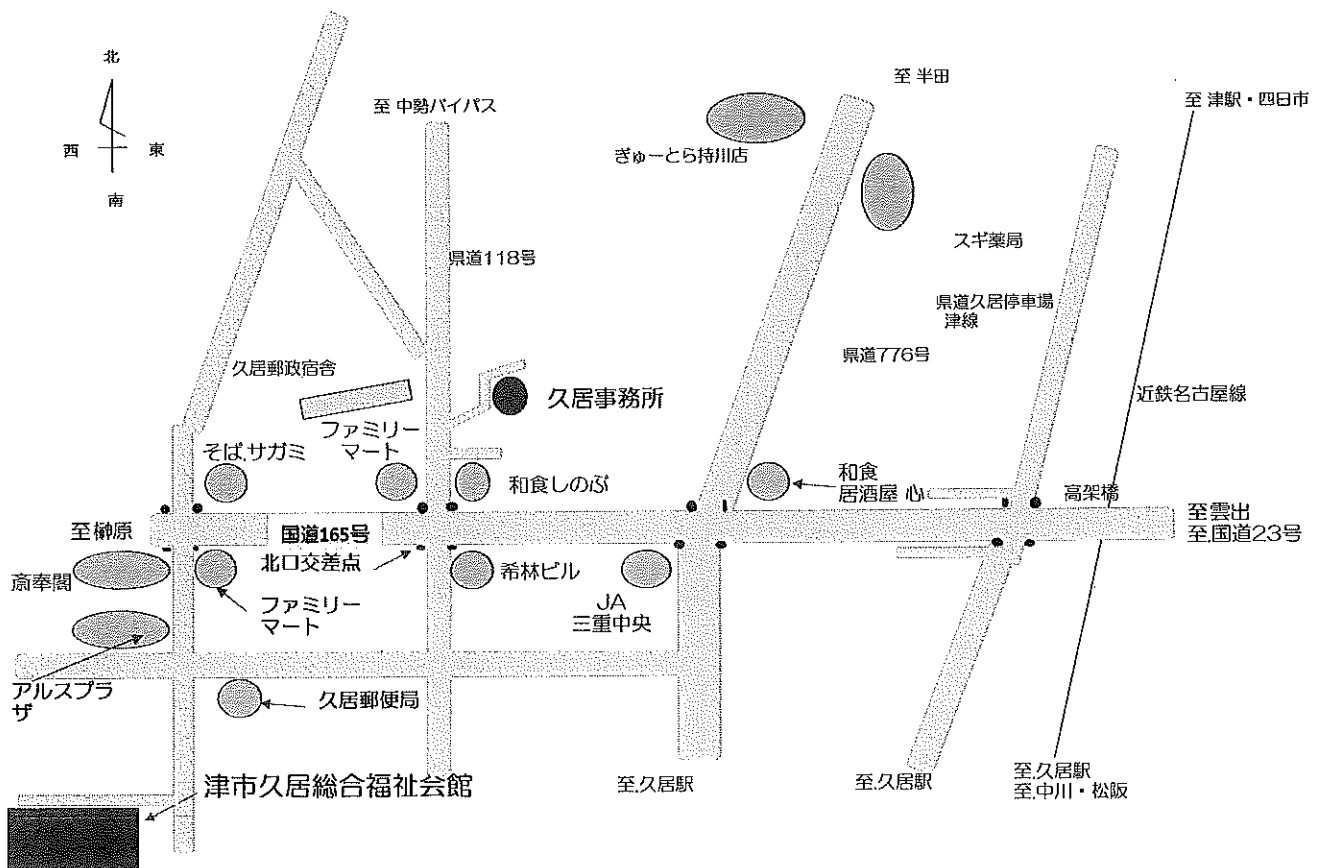 北
西 東
南
至 中勢バイパス
至 半田
至 津駅・四日市
ぎゅーとら持川店
スギ薬局
県道118号
県道久居停車場
津線
県道776号
久居郵政宿舎
久居事務所
近鉄名古屋線
ファミリー
マート
そば.サガミ
和食しのぶ
和食
居酒屋 心
高架橋
至 榊原
国道165号
至雲出
至.国道23号
北口交差点
斎奉閣
ファミリー
マート
希林ビル
JA
三重中央
アルスプラ
ザ
久居郵便局
津市久居総合福祉会館
至.久居駅
至.久居駅
至.久居駅
至.中川・松阪